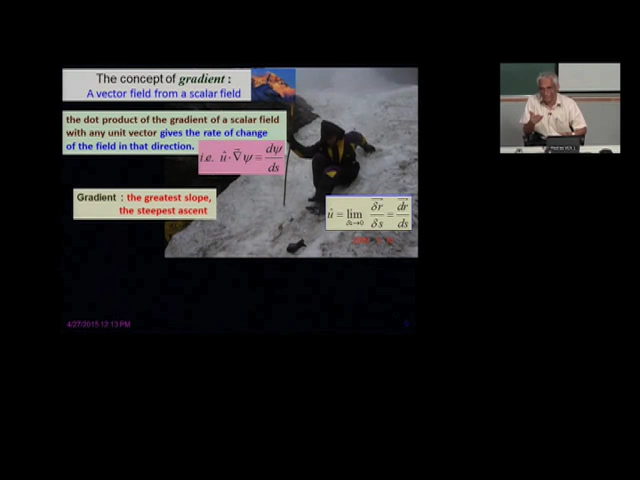 The concept of gradient :
A vector field from a scalar field
the dot product of the gradient of a scalar field
with any unit vector gives the rate of change
of the field in that direction.
i.e. û·∇⃗ψ ≡ dψ/ds
Gradient : the greatest slope,
the steepest ascent
û ≡ lim δs→0 δr⃗/δs ≡ dr⃗/ds
4/27/2015 12:13 PM